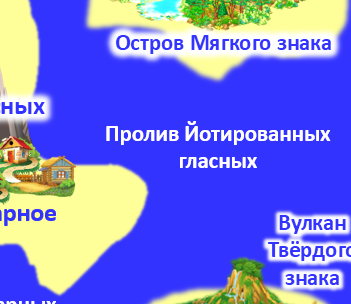 Остров Мягкого знака
Пролив Йотированных
гласных
Вулкан
Твёрдого
знака